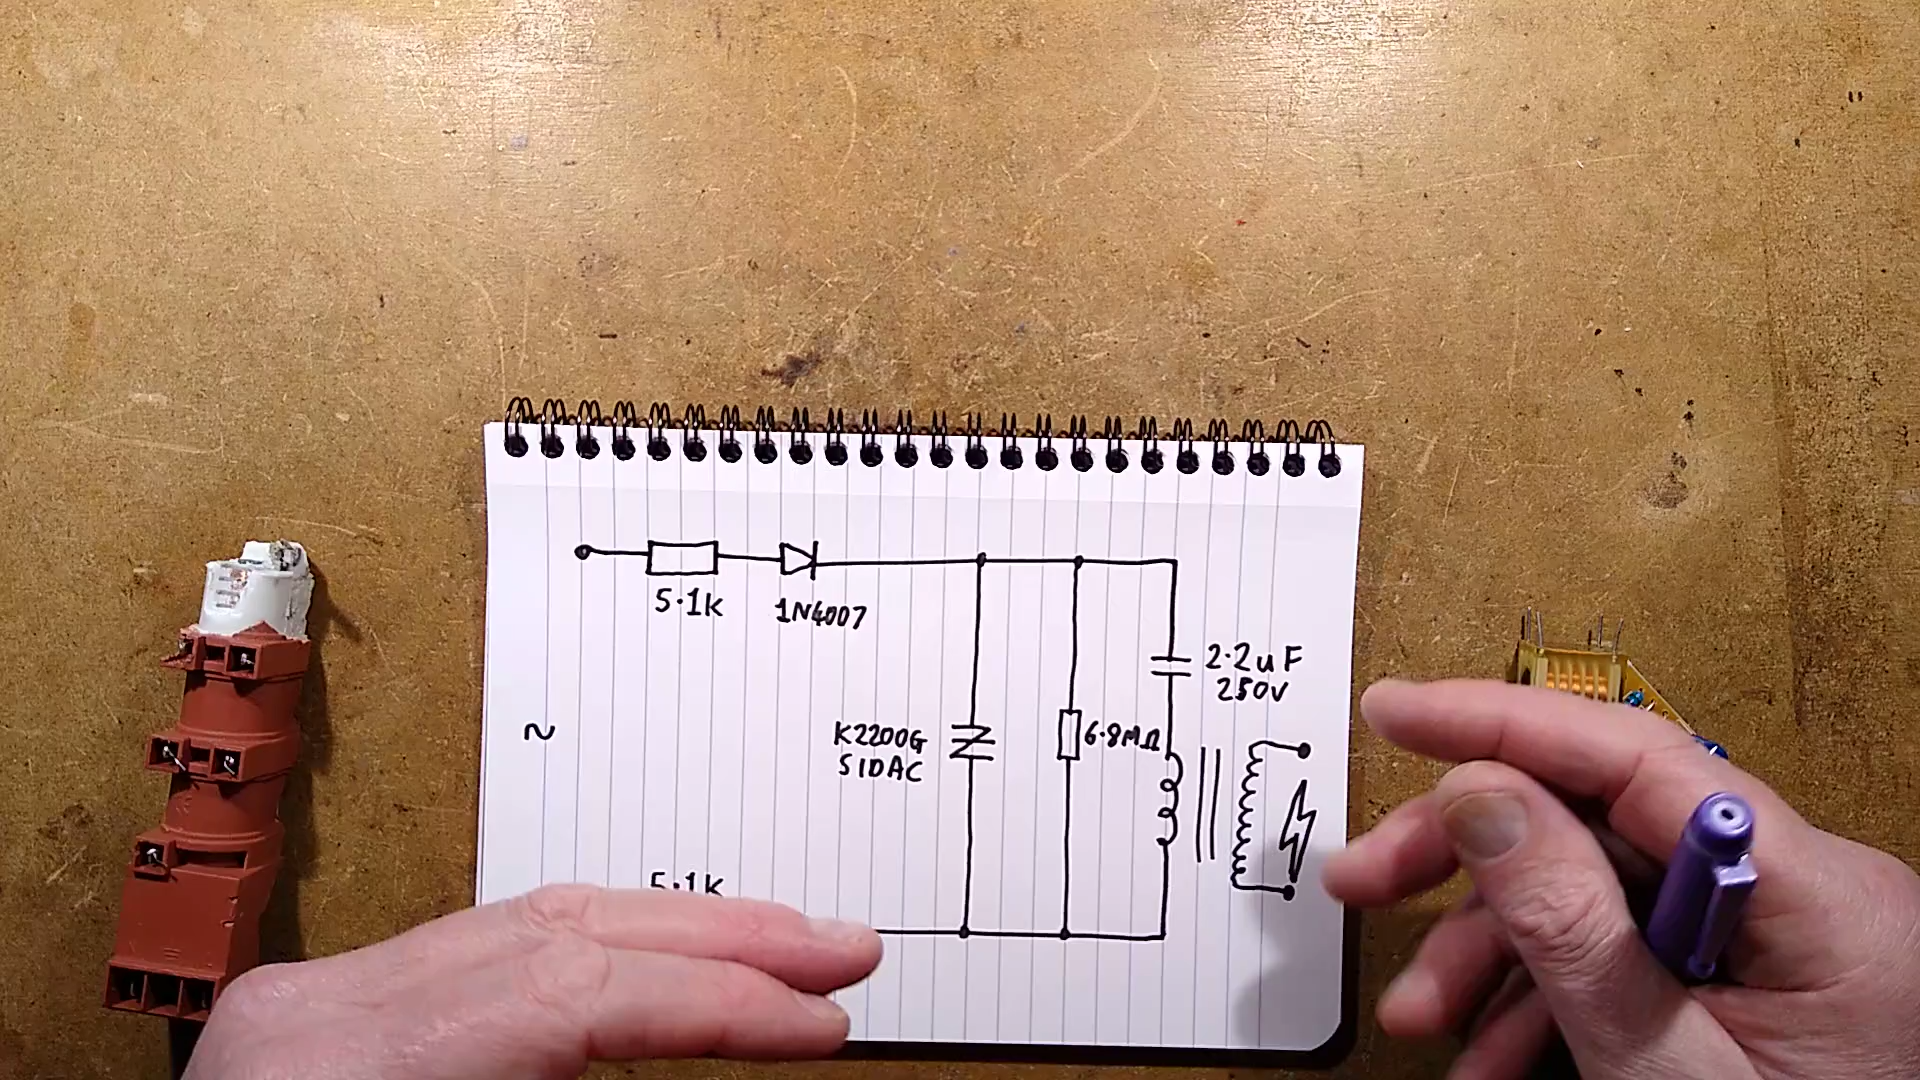 5.1K
1N4007
2.2uF
250V
~
K2200G
SIDAC
6.8MΩ
5.1K